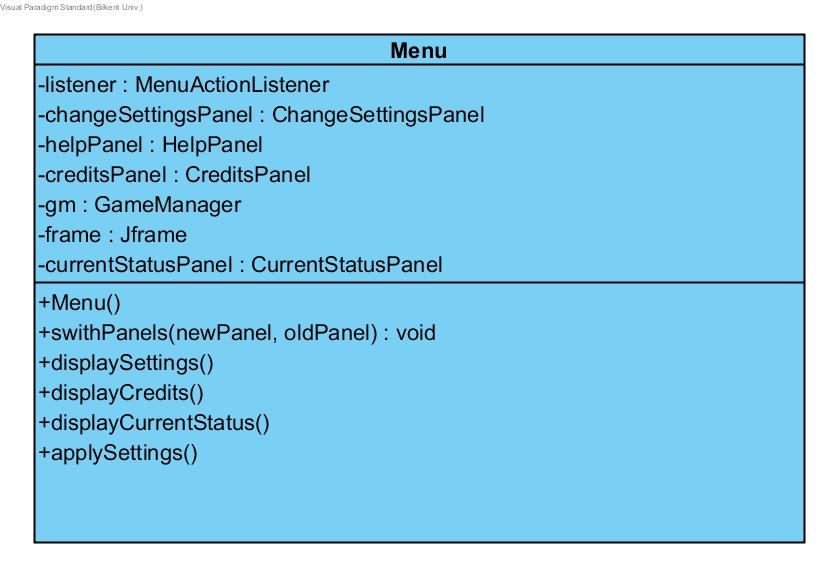 Visual Paradigm Standard(Bilkent Univ.)
Menu
-listener : MenuActionListener
-changeSettingsPanel : ChangeSettingsPanel
-helpPanel : HelpPanel
-creditsPanel : CreditsPanel
-gm : GameManager
-frame : Jframe
-currentStatusPanel : CurrentStatusPanel
+Menu()
+swithPanels(newPanel, oldPanel) : void
+displaySettings()
+displayCredits()
+displayCurrentStatus()
+applySettings()